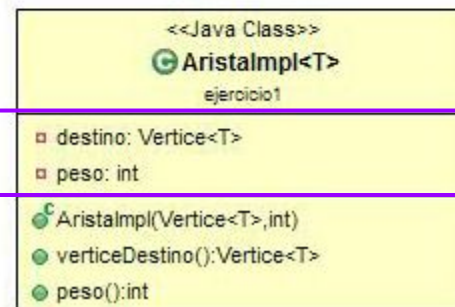 <<Java Class>>
AristaImpl<T>
ejercicio1
destino: Vertice<T>
peso: int
AristaImpl(Vertice<T>,int)
verticeDestino():Vertice<T>
peso():int